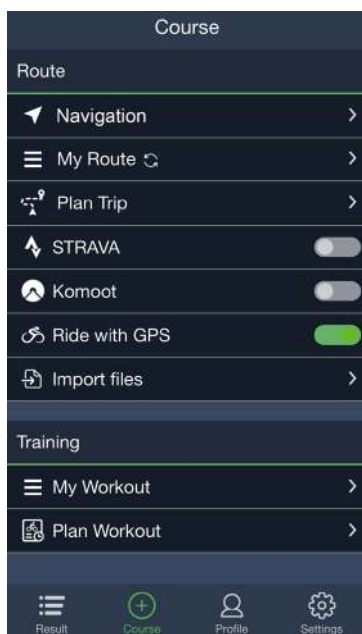 Course
Route
Navigation
My Route
Plan Trip
STRAVA
Komoot
Ride with GPS
Import files
Training
My Workout
Plan Workout
Result
Course
Profile
Settings